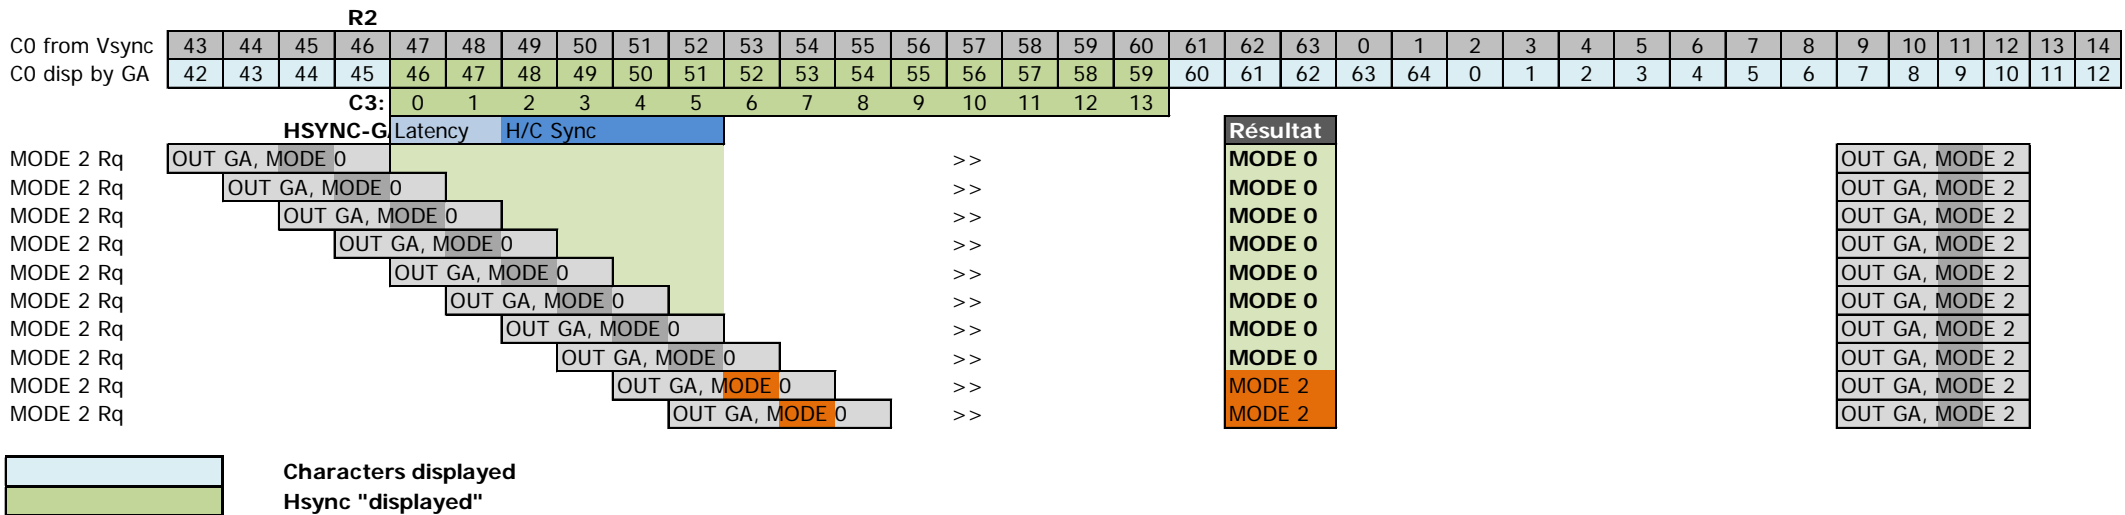 R2
C0 from Vsync 43 44 45 46 47 48 49 50 51 52 53 54 55 56 57 58 59 60 61 62 63 0 1 2 3 4 5 6 7 8 9 10 11 12 13 14
C0 disp by GA 42 43 44 45 46 47 48 49 50 51 52 53 54 55 56 57 58 59 60 61 62 63 64 0 1 2 3 4 5 6 7 8 9 10 11 12
C3: 0 1 2 3 4 5 6 7 8 9 10 11 12 13
HSYNC-G Latency H/C Sync Résultat
MODE 2 Rq OUT GA, MODE 0 >> MODE 0 OUT GA, MODE 2
MODE 2 Rq OUT GA, MODE 0 >> MODE 0 OUT GA, MODE 2
MODE 2 Rq OUT GA, MODE 0 >> MODE 0 OUT GA, MODE 2
MODE 2 Rq OUT GA, MODE 0 >> MODE 0 OUT GA, MODE 2
MODE 2 Rq OUT GA, MODE 0 >> MODE 0 OUT GA, MODE 2
MODE 2 Rq OUT GA, MODE 0 >> MODE 0 OUT GA, MODE 2
MODE 2 Rq OUT GA, MODE 0 >> MODE 0 OUT GA, MODE 2
MODE 2 Rq OUT GA, MODE 0 >> MODE 0 OUT GA, MODE 2
MODE 2 Rq OUT GA, MODE 0 >> MODE 2 OUT GA, MODE 2
MODE 2 Rq OUT GA, MODE 0 >> MODE 2 OUT GA, MODE 2
Characters displayed
Hsync "displayed"